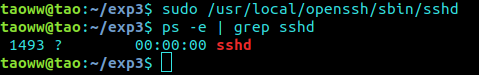 taoww@tao:~/exp3$ sudo /usr/local/openssh/sbin/sshd
taoww@tao:~/exp3$ ps -e | grep sshd
 1493 ?        00:00:00 sshd
taoww@tao:~/exp3$